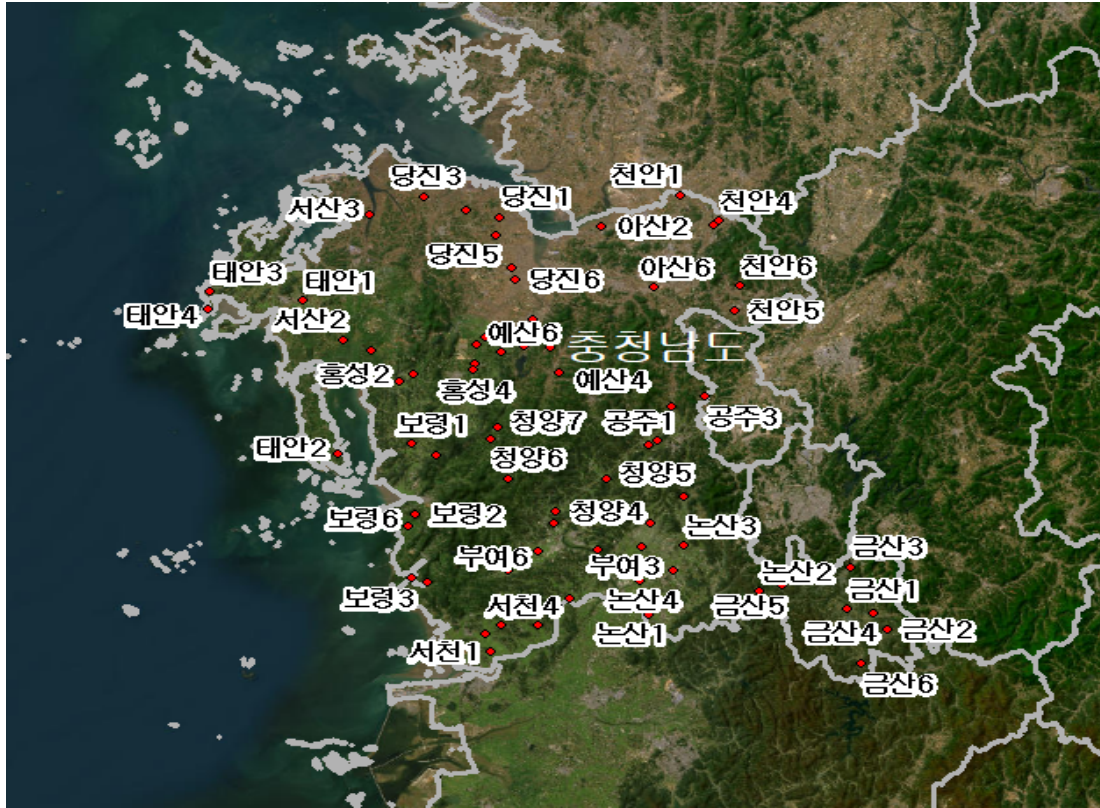 당진3
천안1
서산3
당진1
천안4
아산2
당진5
태안3
태안1
당진6
아산6
천안6
태안4
서산2
천안5
예산6
충청남도
홍성2
홍성4
예산4
보령1
청양7
공주1
공주3
태안2
청양6
청양5
보령6
보령2
청양4
논산3
부여6
부여3
논산2
금산3
보령3
서천4
논산4
금산5
금산1
서천1
논산1
금산4
금산2
금산6